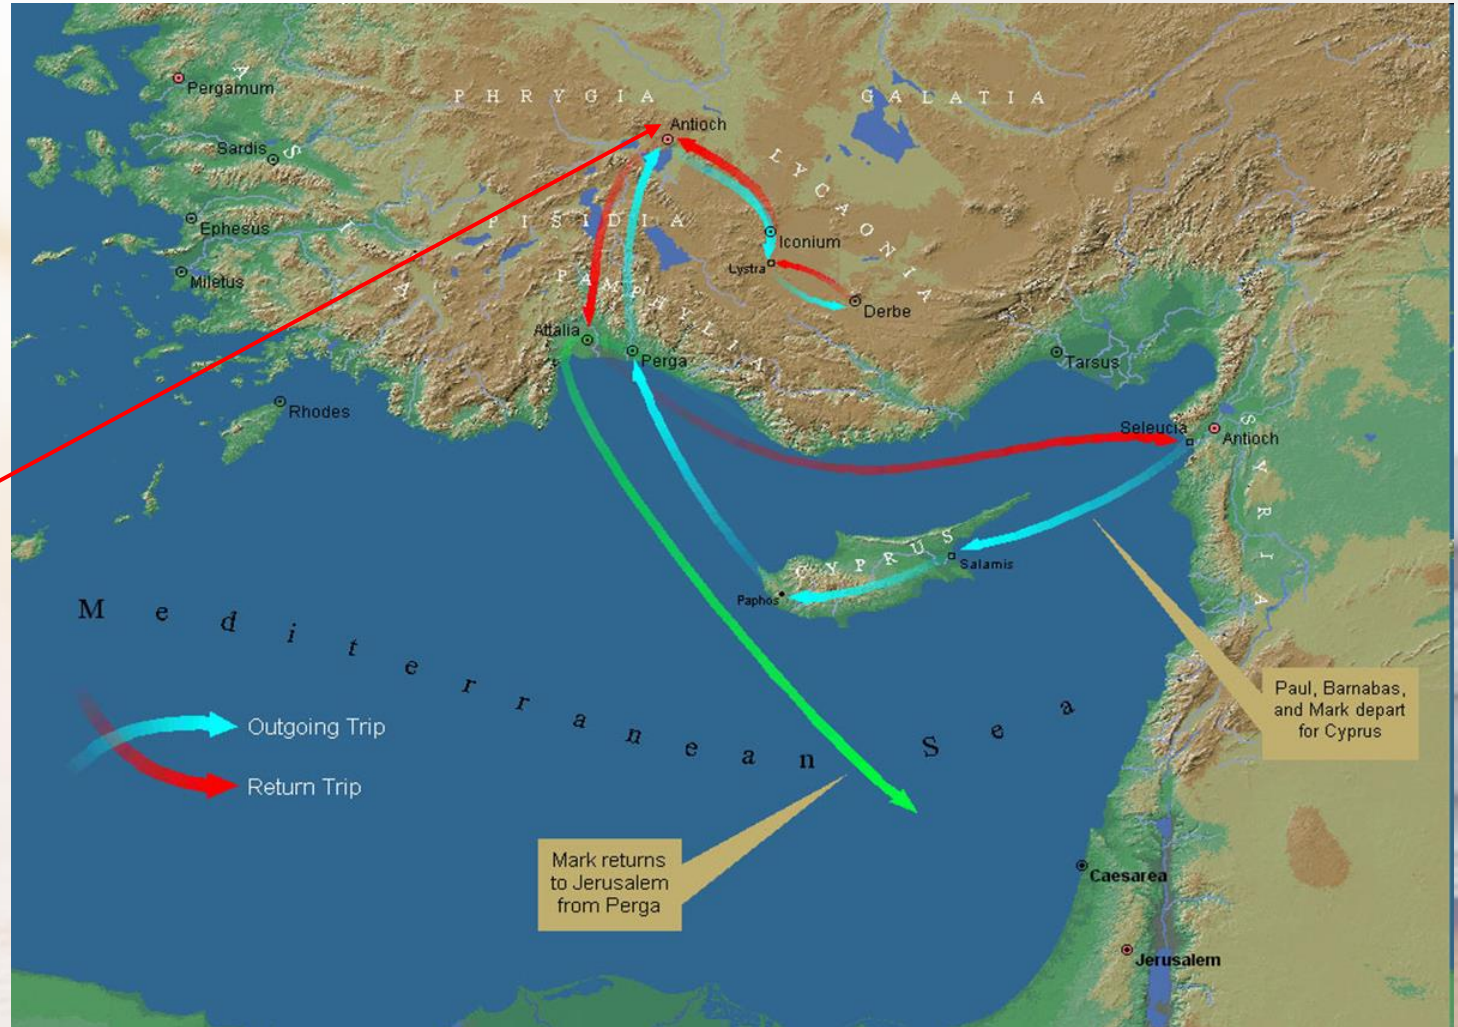 PHRYGIA
GALATIA
ASIA
Pergamum
Antioch
Sardis
LYCAONIA
PISIDIA
Ephesus
Iconium
Lystra
Miletus
PAMPHYLIA
Derbe
Attalia
Perga
Tarsus
Rhodes
Seleucia
Antioch
SYRIA
CYPRUS
Salamis
Paphos
Mediterranean Sea
Paul, Barnabas,
and Mark depart
for Cyprus
Outgoing Trip
Return Trip
Mark returns
to Jerusalem
from Perga
Caesarea
Jerusalem